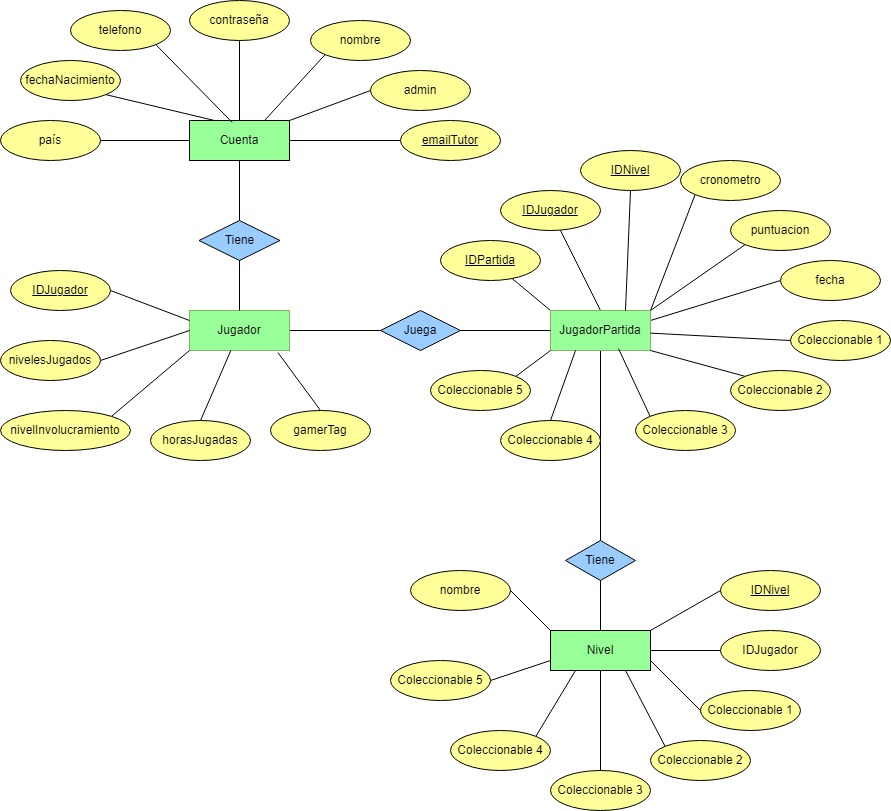 contraseña
telefono
nombre
fechaNacimiento
admin
país
Cuenta
emailTutor
IDNivel
cronometro
IDJugador
puntuacion
Tiene
IDPartida
fecha
IDJugador
Jugador
Juega
JugadorPartida
Coleccionable 1
nivelesJugados
Coleccionable 5
Coleccionable 2
nivelInvolucramiento
horasJugadas
gamerTag
Coleccionable 4
Coleccionable 3
Tiene
nombre
IDNivel
Nivel
IDJugador
Coleccionable 5
Coleccionable 1
Coleccionable 4
Coleccionable 2
Coleccionable 3